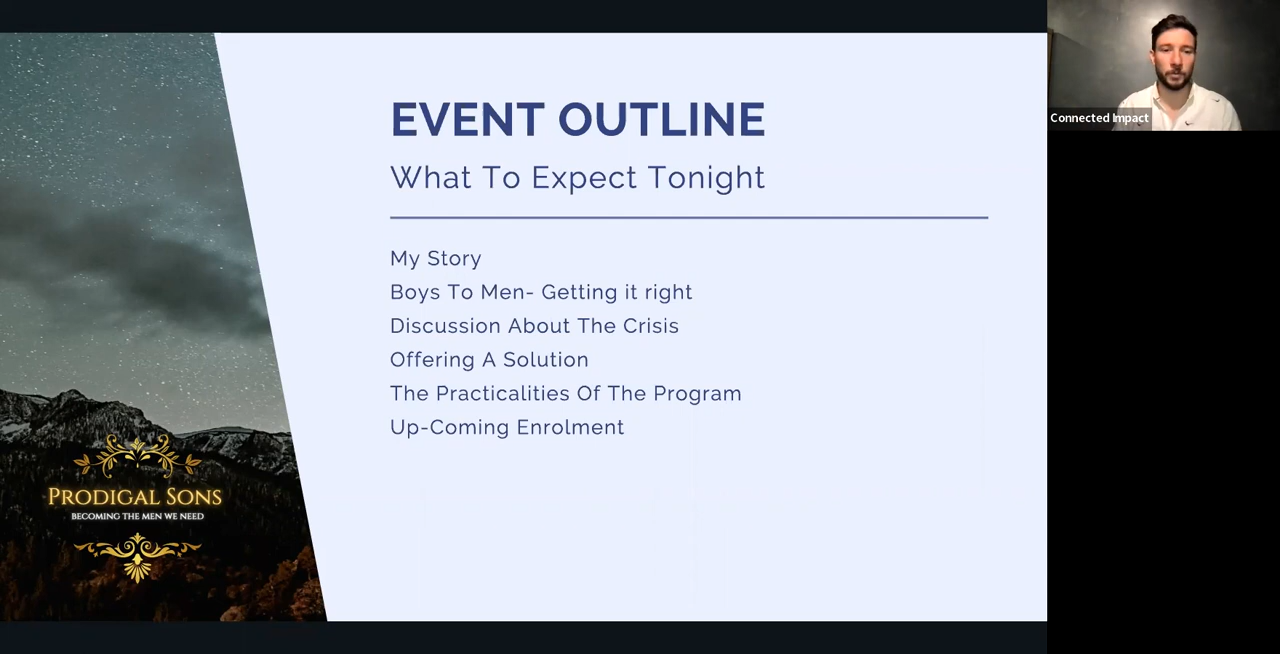 EVENT OUTLINE
What To Expect Tonight
My Story
Boys To Men- Getting it right
Discussion About The Crisis
Offering A Solution
The Practicalities Of The Program
Up-Coming Enrolment
PRODIGAL SONS
BECOMING THE MEN WE NEED
Connected Impact